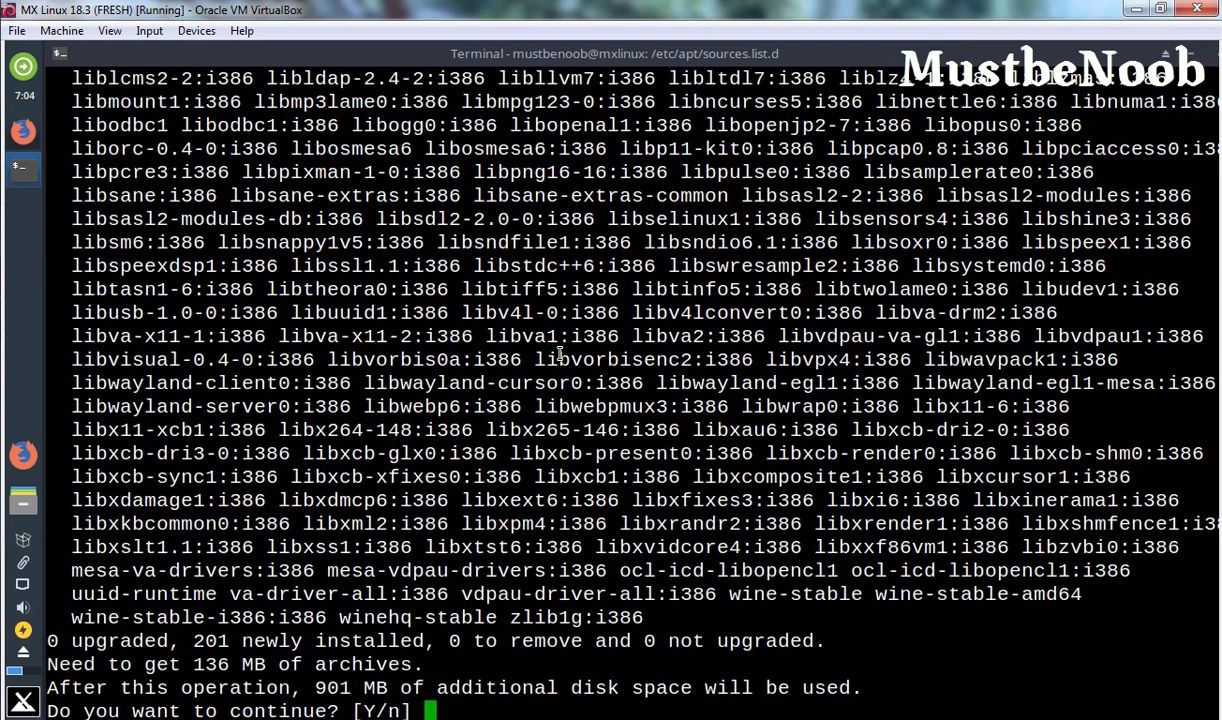 MX Linux 18.3 (FRESH) [Running] - Oracle VM VirtualBox
File Machine View Input Devices Help
Terminal - mustbenoob@mxlinux: /etc/apt/sources.list.d
MustbeNoob
7:04
liblcms2-2:i386 libldap-2.4-2:i386 libllvm7:i386 libltdl7:i386
libmount1:i386 libmp3lame0:i386 libmpg123-0:i386 libncurses5:i386 libnettle6:i386 libnuma1:i386
libodbc1 libodbc1:i386 libogg0:i386 libopenal1:i386 libopenjp2-7:i386 libopus0:i386
liborc-0.4-0:i386 libosmesa6 libosmesa6:i386 libp11-kit0:i386 libpcap0.8:i386 libpciaccess0:i38
libpcre3:i386 libpixman-1-0:i386 libpng16-16:i386 libpulse0:i386 libsamplerate0:i386
libsane:i386 libsane-extras:i386 libsane-extras-common libsasl2-2:i386 libsasl2-modules:i386
libsasl2-modules-db:i386 libsdl2-2.0-0:i386 libselinux1:i386 libsensors4:i386 libshine3:i386
libsm6:i386 libsnappy1v5:i386 libsndfile1:i386 libsndio6.1:i386 libsoxr0:i386 libspeex1:i386
libspeexdsp1:i386 libssl1.1:i386 libstdc++6:i386 libswresample2:i386 libsystemd0:i386
libtasn1-6:i386 libtheora0:i386 libtiff5:i386 libtinfo5:i386 libtwolame0:i386 libudev1:i386
libusb-1.0-0:i386 libuuid1:i386 libv4l-0:i386 libv4lconvert0:i386 libva-drm2:i386
libva-x11-1:i386 libva-x11-2:i386 libva1:i386 libva2:i386 libvdpau-va-gl1:i386 libvdpau1:i386
libvisual-0.4-0:i386 libvorbis0a:i386 libvorbisenc2:i386 libvpx4:i386 libwavpack1:i386
libwayland-client0:i386 libwayland-cursor0:i386 libwayland-egl1:i386 libwayland-egl1-mesa:i386
libwayland-server0:i386 libwebp6:i386 libwebpmux3:i386 libwrap0:i386 libx11-6:i386
libx11-xcb1:i386 libx264-148:i386 libx265-146:i386 libxau6:i386 libxcb-dri2-0:i386
libxcb-dri3-0:i386 libxcb-glx0:i386 libxcb-present0:i386 libxcb-render0:i386 libxcb-shm0:i386
libxcb-sync1:i386 libxcb-xfixes0:i386 libxcb1:i386 libxcomposite1:i386 libxcursor1:i386
libxdamage1:i386 libxdmcp6:i386 libxext6:i386 libxfixes3:i386 libxi6:i386 libxinerama1:i386
libxkbcommon0:i386 libxml2:i386 libxpm4:i386 libxrandr2:i386 libxrender1:i386 libxshmfence1:i38
libxslt1.1:i386 libxss1:i386 libxtst6:i386 libxvidcore4:i386 libxxf86vm1:i386 libzvbi0:i386
mesa-va-drivers:i386 mesa-vdpau-drivers:i386 ocl-icd-libopencl1 ocl-icd-libopencl1:i386
uuid-runtime va-driver-all:i386 vdpau-driver-all:i386 wine-stable wine-stable-amd64
wine-stable-i386:i386 winehq-stable zlib1g:i386
0 upgraded, 201 newly installed, 0 to remove and 0 not upgraded.
Need to get 136 MB of archives.
After this operation, 901 MB of additional disk space will be used.
Do you want to continue? [Y/n]